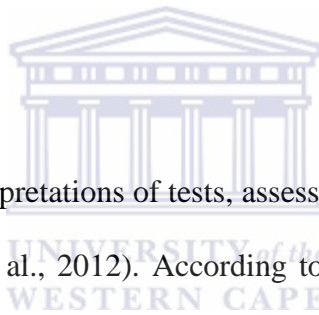 pretations of tests, assess
UNIVERSITY of the
al., 2012). According to
WESTERN CAPE